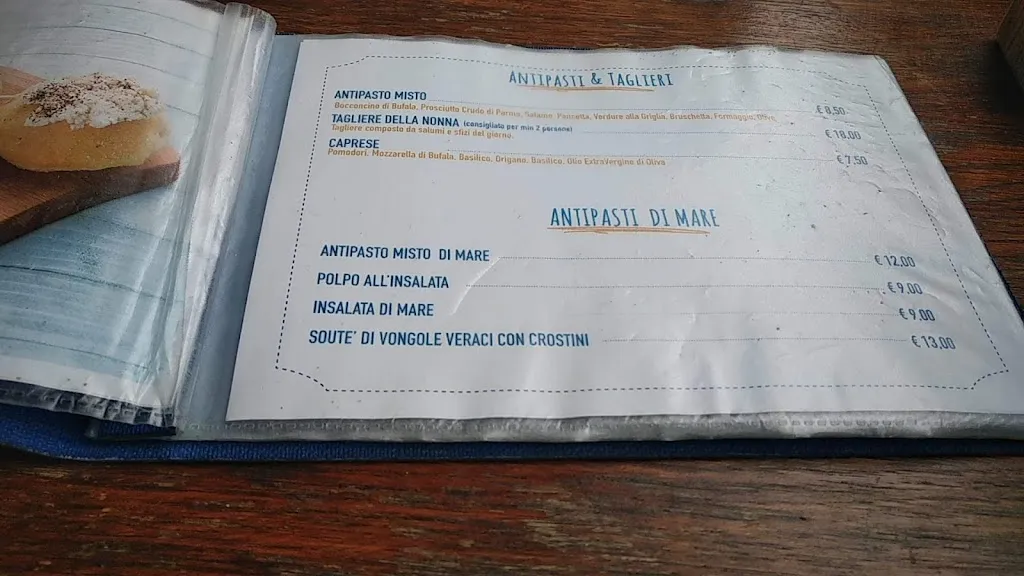 ANTIPASTI & TAGLIERI
ANTIPASTO MISTO € 8,50
Bocconcino di Bufala, Prosciutto Crudo di Parma, Salame, Pancetta, Verdure alla Griglia, Bruschetta, Formaggio, Olive,
TAGLIERE DELLA NONNA (consigliata per min 2 persone) € 18,00
Tagliere composto da salumi e sfizi del giorno.
CAPRESE € 7,50
Pomodori, Mozzarella di Bufala, Basilico, Origano, Basilico, Olio ExtraVergine di Oliva
ANTIPASTI DI MARE
ANTIPASTO MISTO DI MARE € 12,00
POLPO ALL'INSALATA € 9,00
INSALATA DI MARE € 9,00
SOUTE' DI VONGOLE VERACI CON CROSTINI € 13,00